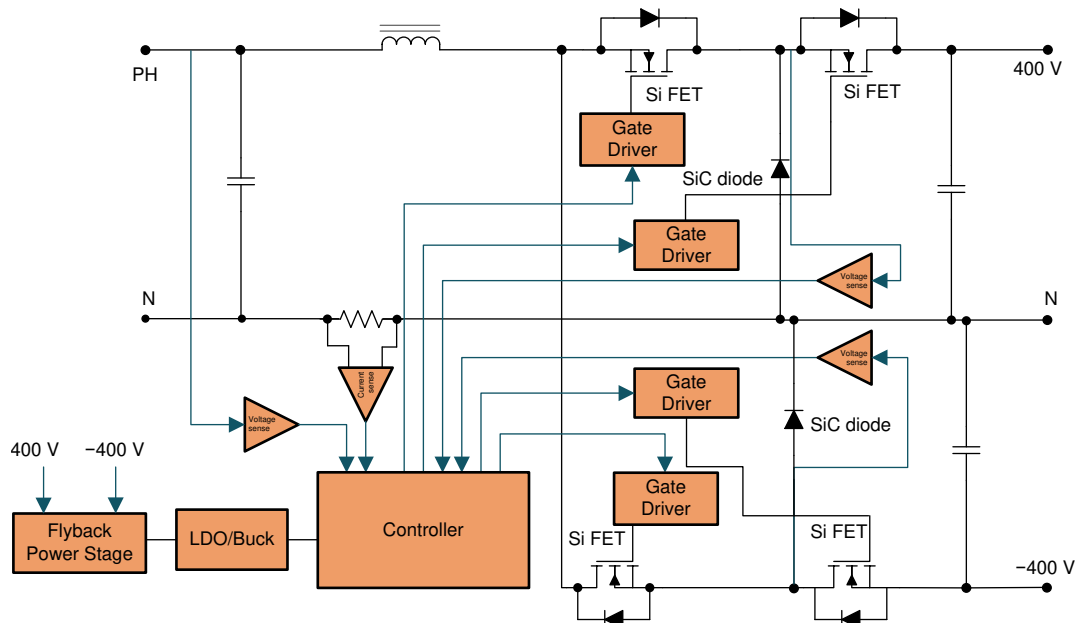 PH
400 V
Si FET
Si FET
Gate
Driver
SiC diode
Gate
Driver
Voltage
sense
N
N
Current
sense
Voltage
sense
Gate
Driver
SiC diode
Voltage
sense
400 V
−400 V
Gate
Driver
Flyback
Power Stage
LDO/Buck
Controller
Si FET
Si FET
−400 V